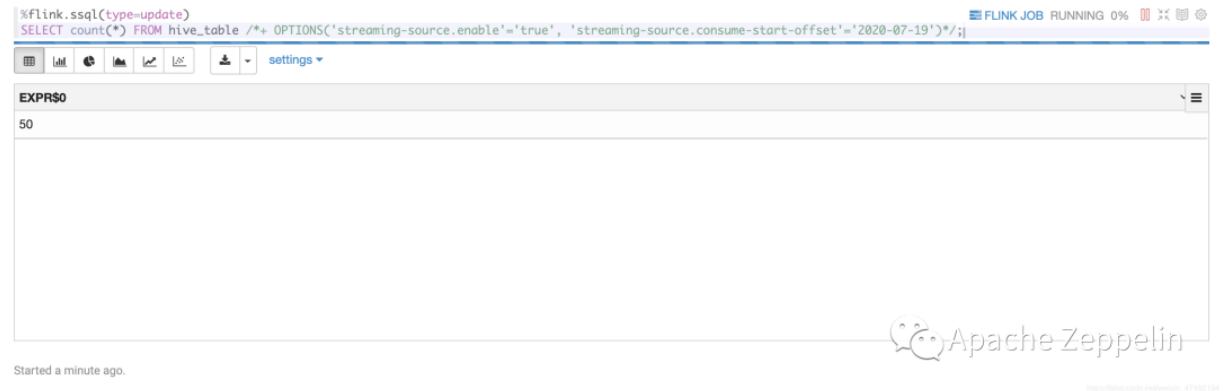 %flink.ssql(type=update)
FLINK JOB RUNNING 0%
SELECT count(*) FROM hive_table /*+ OPTIONS('streaming-source.enable'='true', 'streaming-source.consume-start-offset'='2020-07-19')*/;
settings
EXPR$0
50
Apache Zeppelin
Started a minute ago.